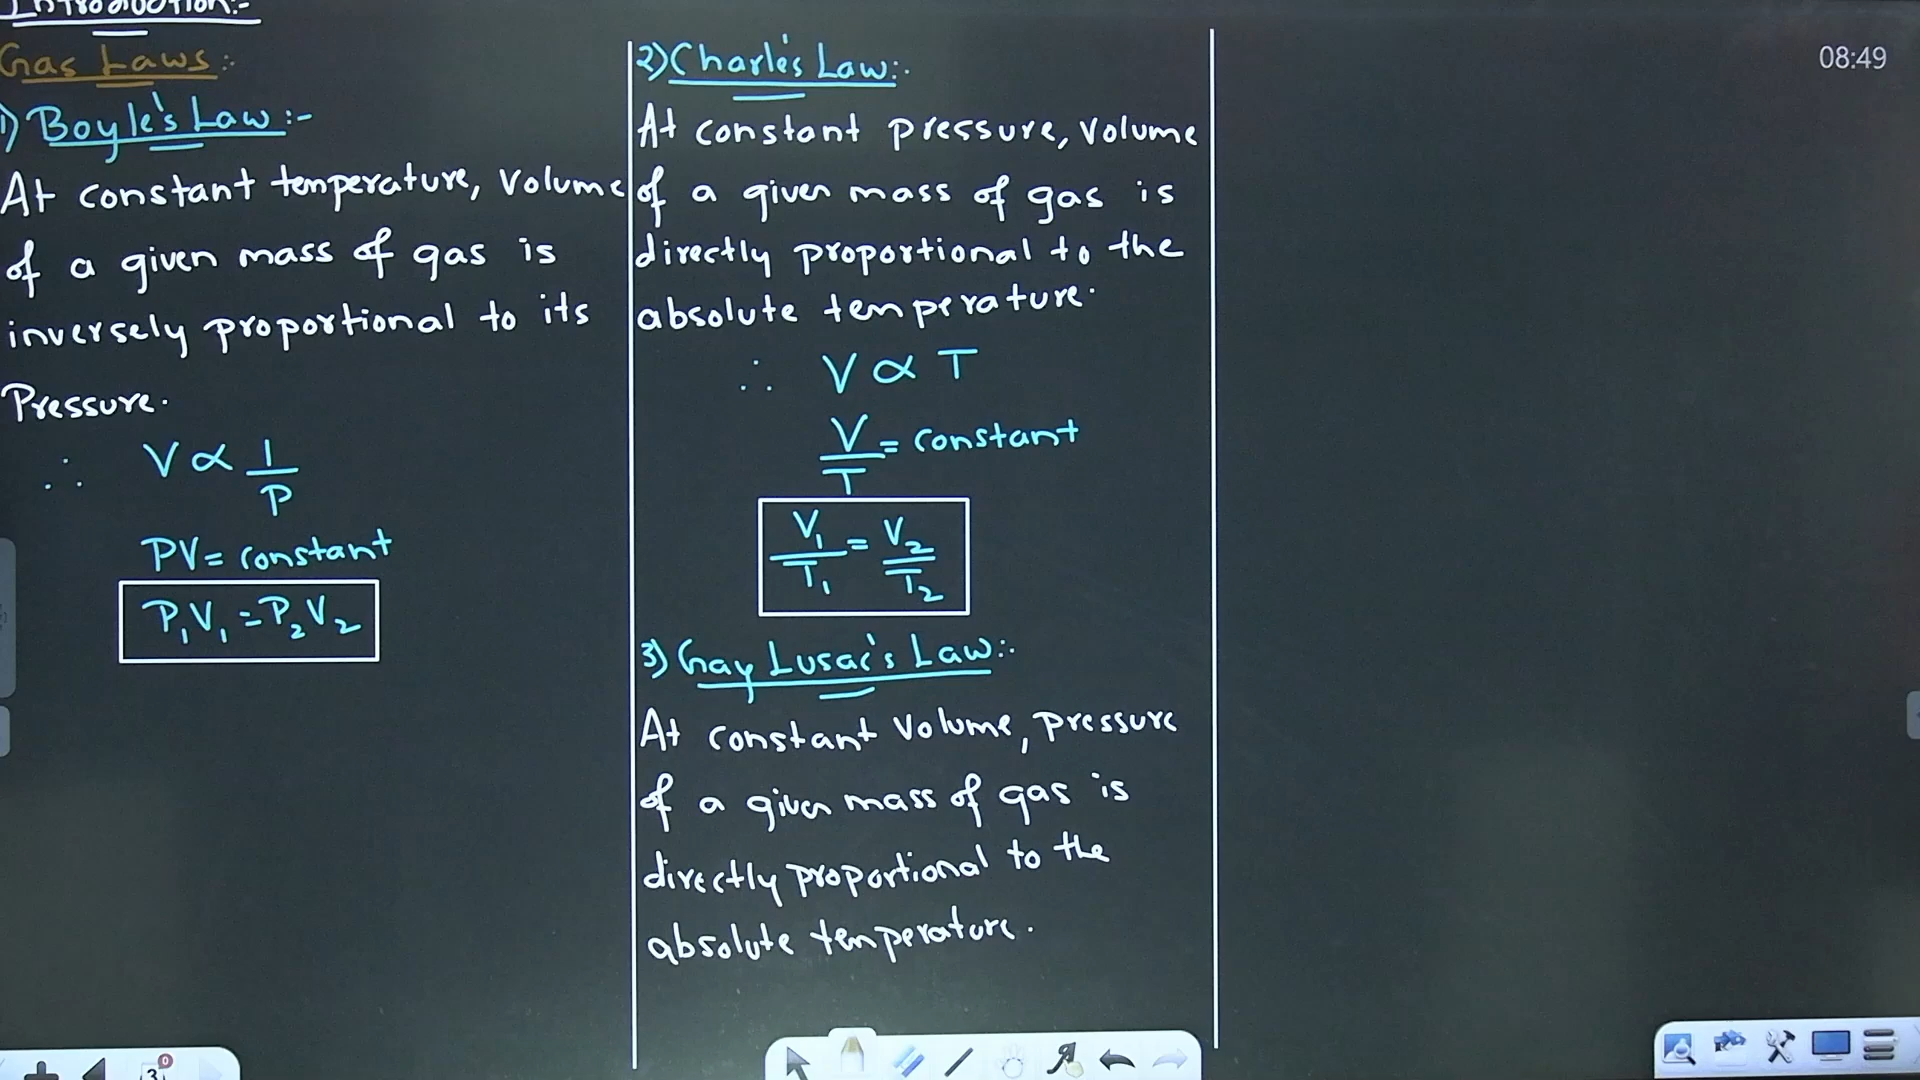 Introduction:-
Gas Laws:-
1) Boyle's Law:-
At constant temperature, Volume
of a given mass of gas is
inversely proportional to its
Pressure.
∴ V ∝ 1/P
PV = constant
P₁V₁ = P₂V₂
2) Charle's Law:-
At constant pressure, Volume
of a given mass of gas is
directly proportional to the
absolute temperature.
∴ V ∝ T
V/T = constant
V₁/T₁ = V₂/T₂
3) Gay Lusac's Law:-
At constant Volume, pressure
of a given mass of gas is
directly proportional to the
absolute temperature.
08:49
3
0